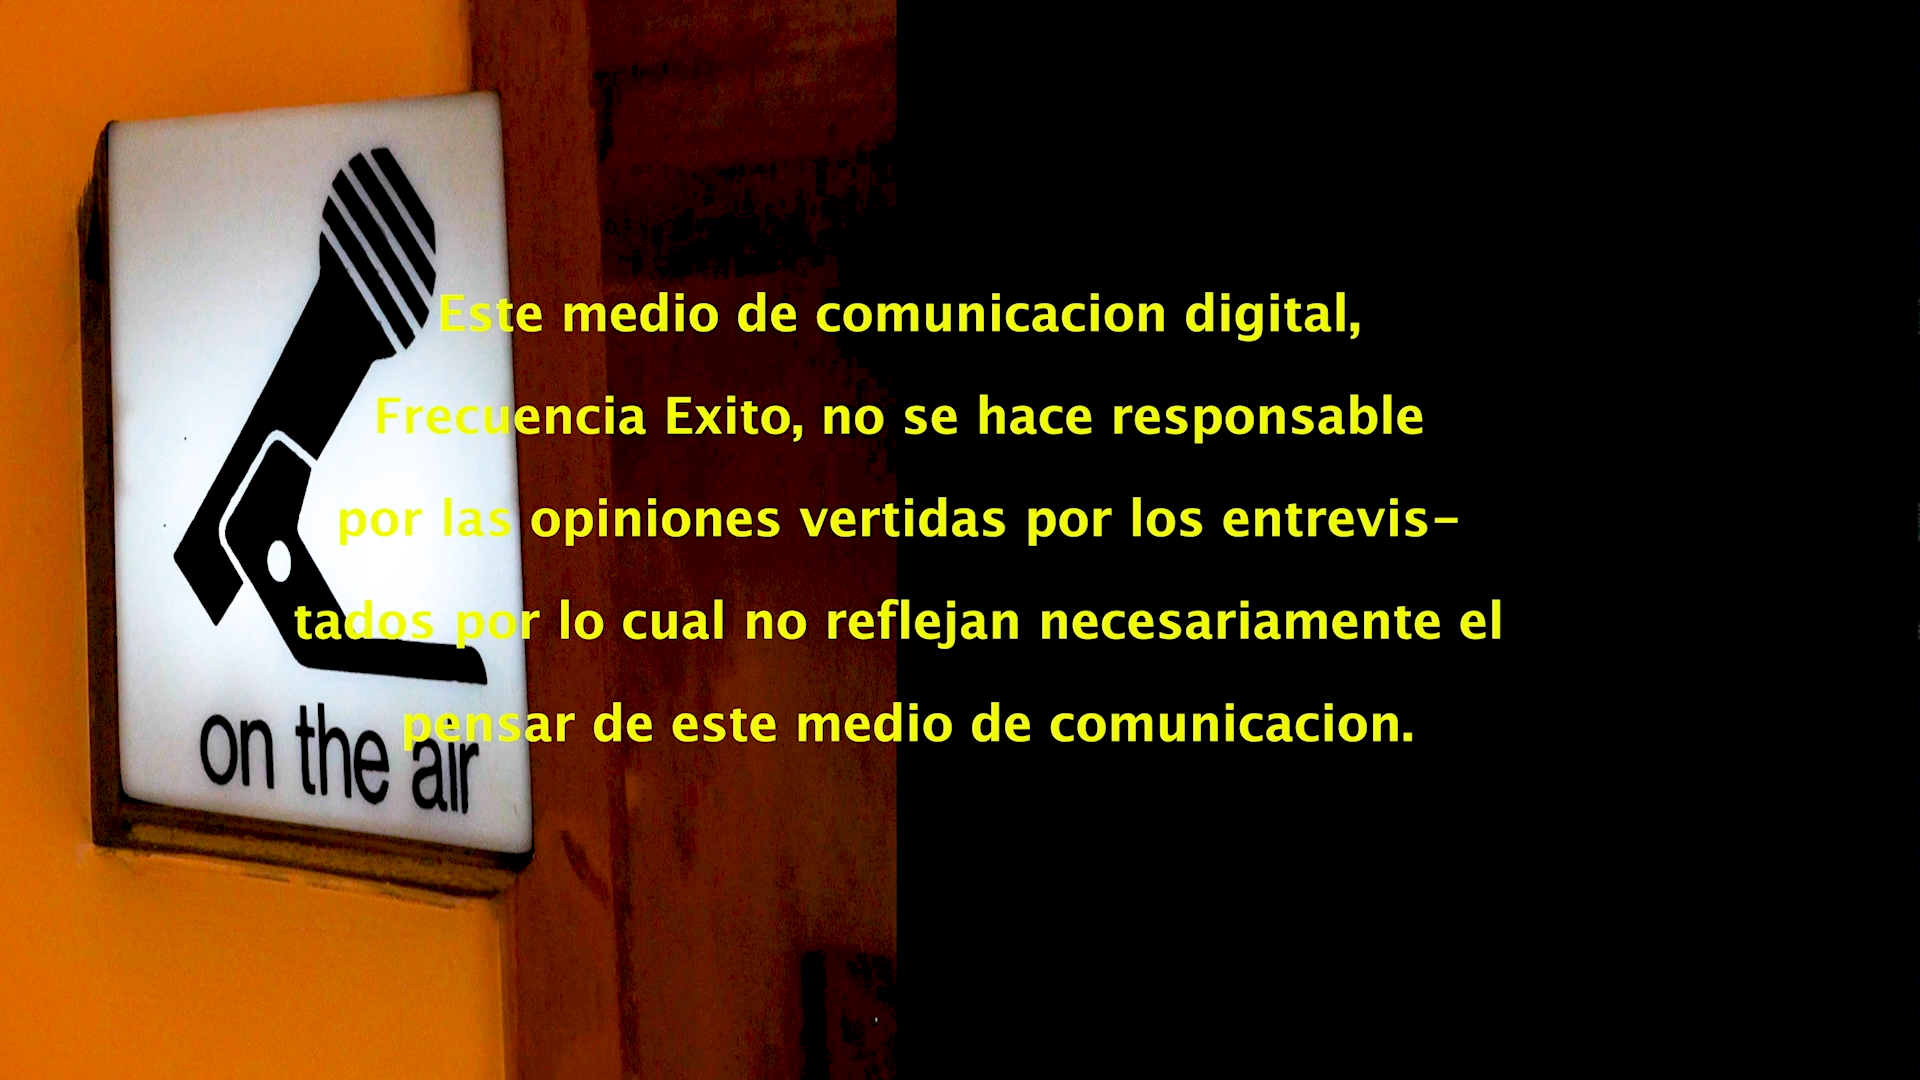 Este medio de comunicacion digital,
Frecuencia Exito, no se hace responsable
por las opiniones vertidas por los entrevis-
tados por lo cual no reflejan necesariamente el
pensar de este medio de comunicacion.
on the air